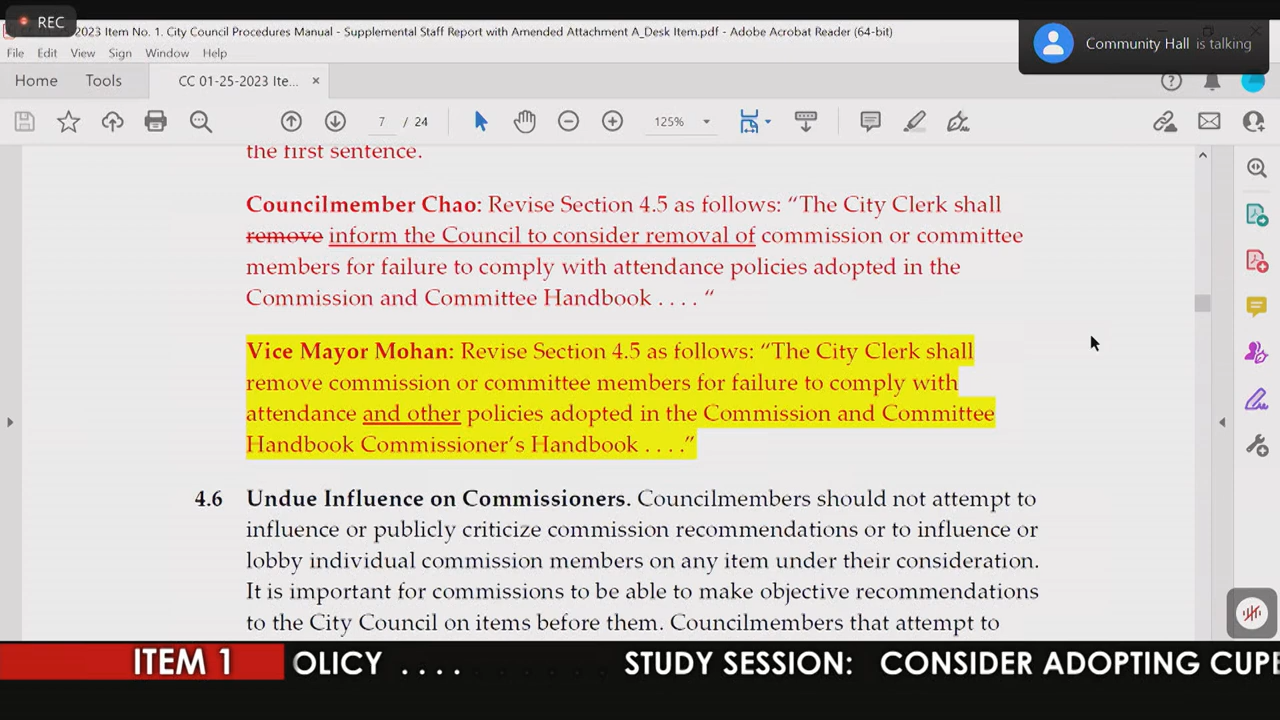 REC
-2023 Item No. 1. City Council Procedures Manual - Supplemental Staff Report with Amended Attachment A_Desk Item.pdf - Adobe Acrobat Reader (64-bit)
Community Hall is talking
File Edit View Sign Window Help
Home Tools CC 01-25-2023 Ite... ×
7 / 24 125%
the first sentence.
Councilmember Chao: Revise Section 4.5 as follows: “The City Clerk shall
remove inform the Council to consider removal of commission or committee
members for failure to comply with attendance policies adopted in the
Commission and Committee Handbook . . . . “
Vice Mayor Mohan: Revise Section 4.5 as follows: “The City Clerk shall
remove commission or committee members for failure to comply with
attendance and other policies adopted in the Commission and Committee
Handbook Commissioner’s Handbook . . . .”
4.6 Undue Influence on Commissioners. Councilmembers should not attempt to
influence or publicly criticize commission recommendations or to influence or
lobby individual commission members on any item under their consideration.
It is important for commissions to be able to make objective recommendations
to the City Council on items before them. Councilmembers that attempt to
ITEM 1 OLICY . . . . . . . . STUDY SESSION: CONSIDER ADOPTING CUPE